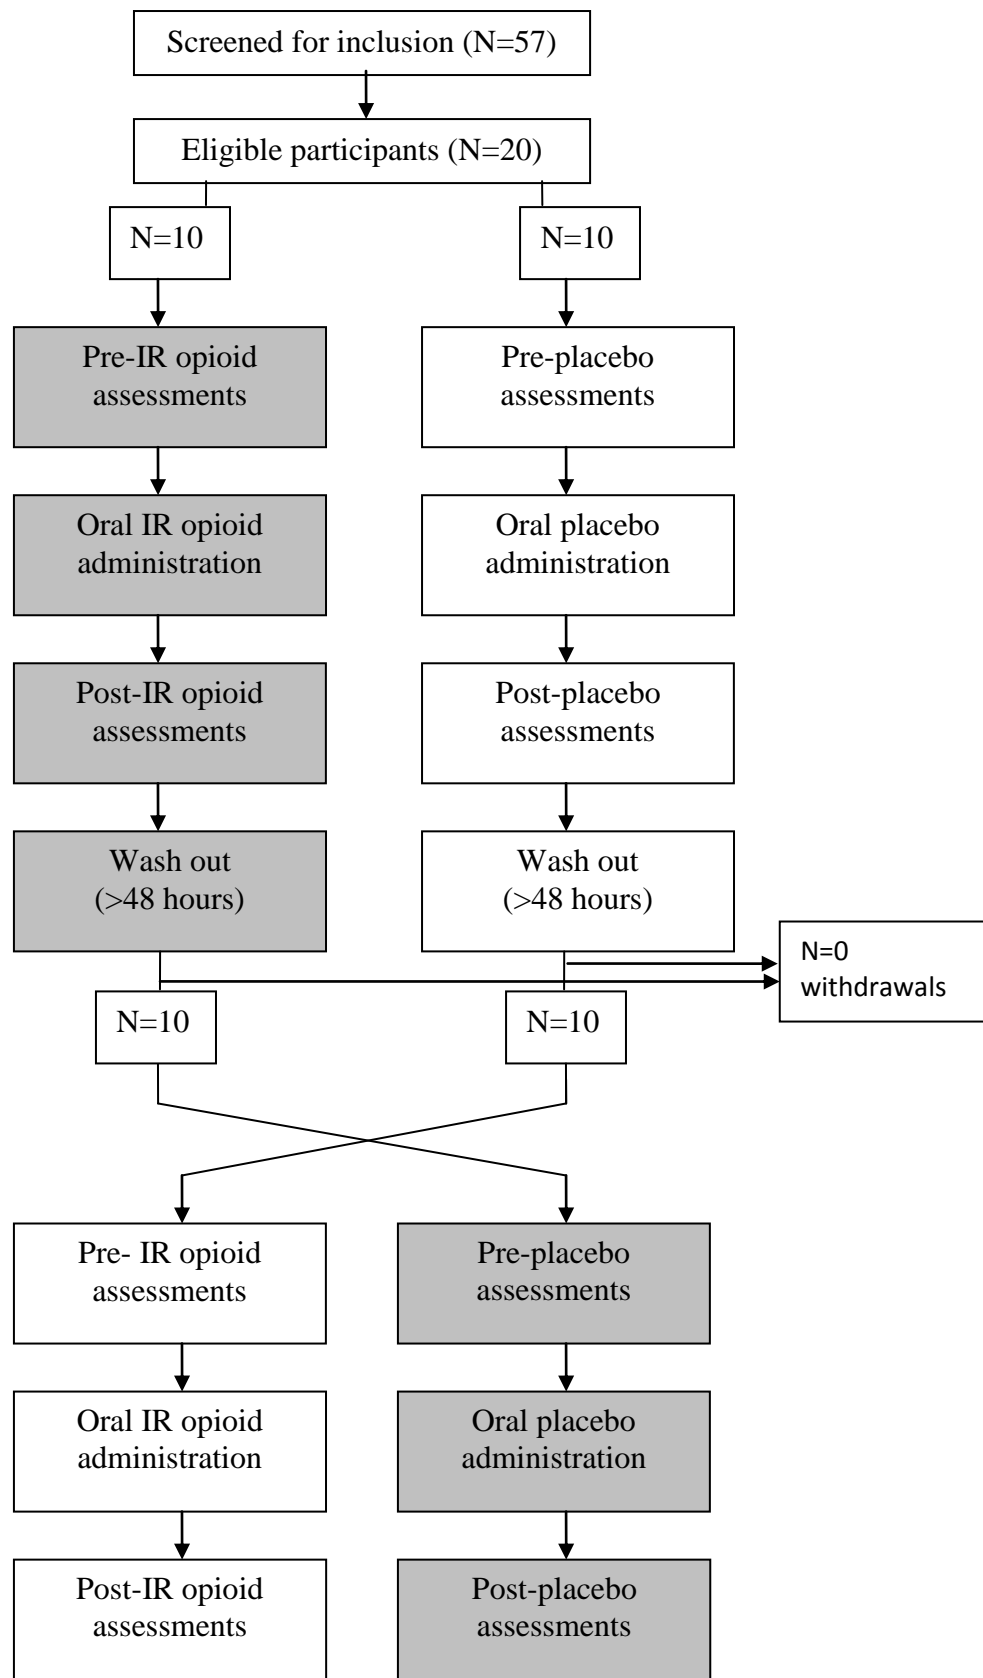 Screened for inclusion (N=57)
Eligible participants (N=20)
N=10
N=10
Pre-IR opioid
assessments
Pre-placebo
assessments
Oral IR opioid
administration
Oral placebo
administration
Post-IR opioid
assessments
Post-placebo
assessments
Wash out
(>48 hours)
Wash out
(>48 hours)
N=0
withdrawals
N=10
N=10
Pre- IR opioid
assessments
Pre-placebo
assessments
Oral IR opioid
administration
Oral placebo
administration
Post-IR opioid
assessments
Post-placebo
assessments